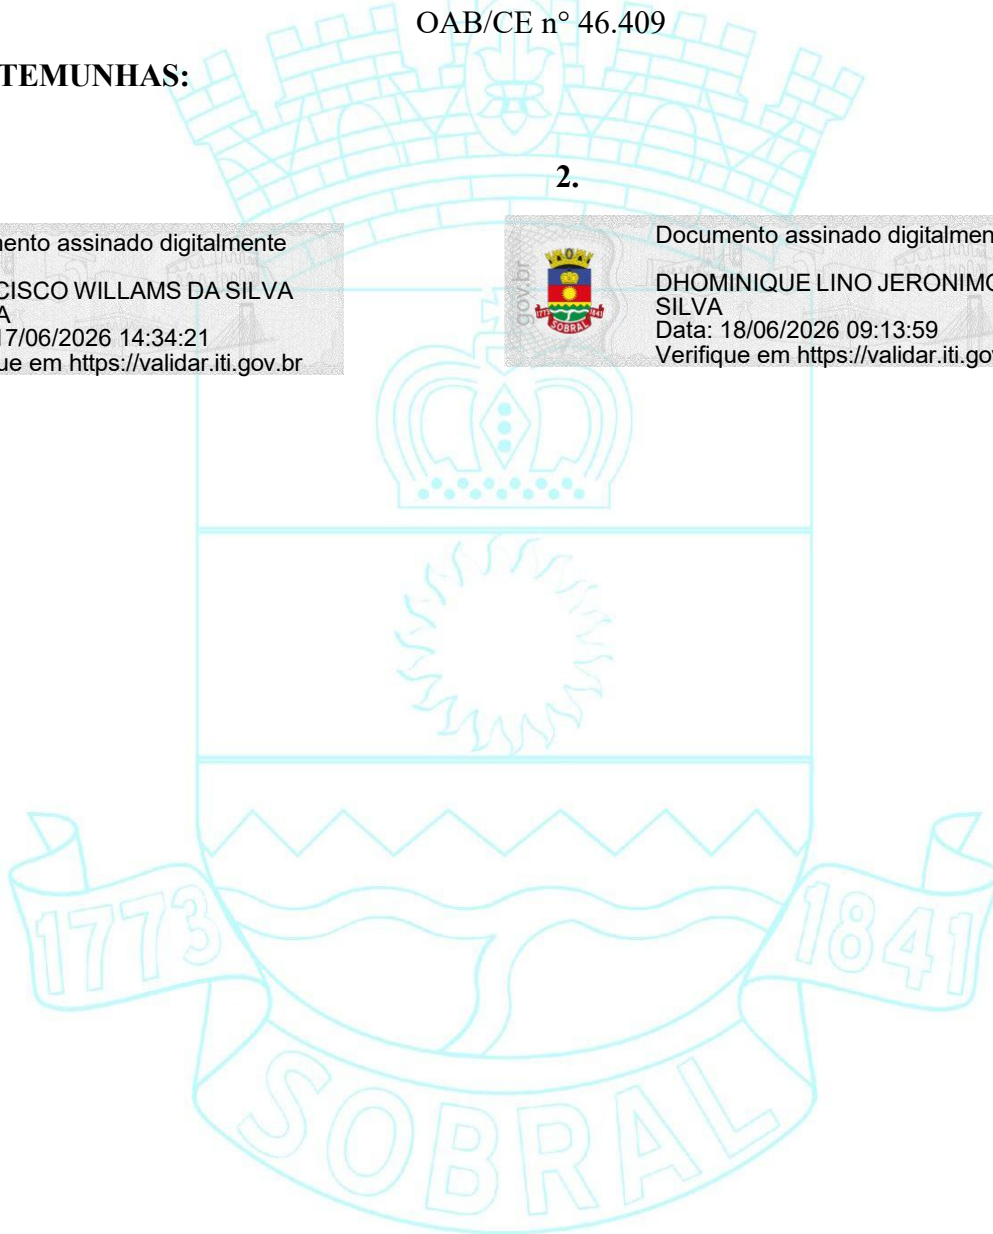 OAB/CE n° 46.409
TEMUNHAS:
2.
ento assinado digitalmente
CISCO WILLAMS DA SILVA
A
17/06/2026 14:34:21
ue em https://validar.iti.gov.br
gov.br
SOBRAL
Documento assinado digitalmen
DHOMINIQUE LINO JERONIMO
SILVA
Data: 18/06/2026 09:13:59
Verifique em https://validar.iti.gov
1773
1841
SOBRAL